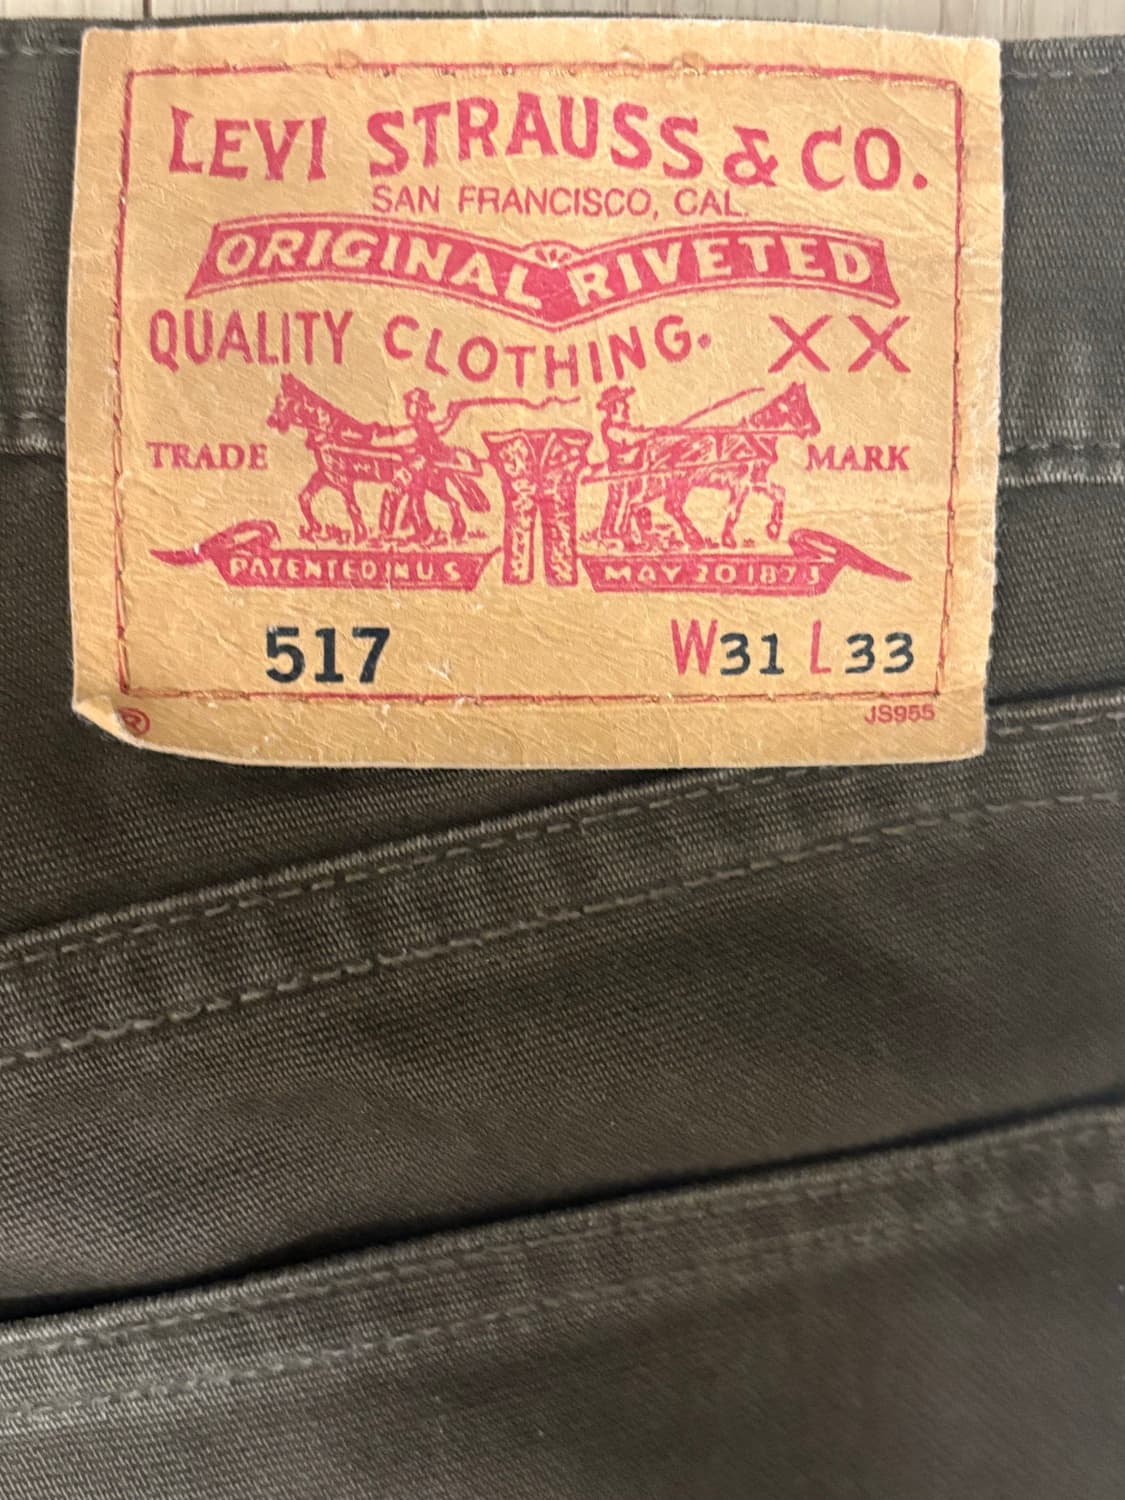 LEVI STRAUSS & CO.
SAN FRANCISCO, CAL.
ORIGINAL RIVETED
QUALITY CLOTHING. XX
TRADE MARK
PATENTED IN U S MAY 20 1873
517 W31 L33
® JS955